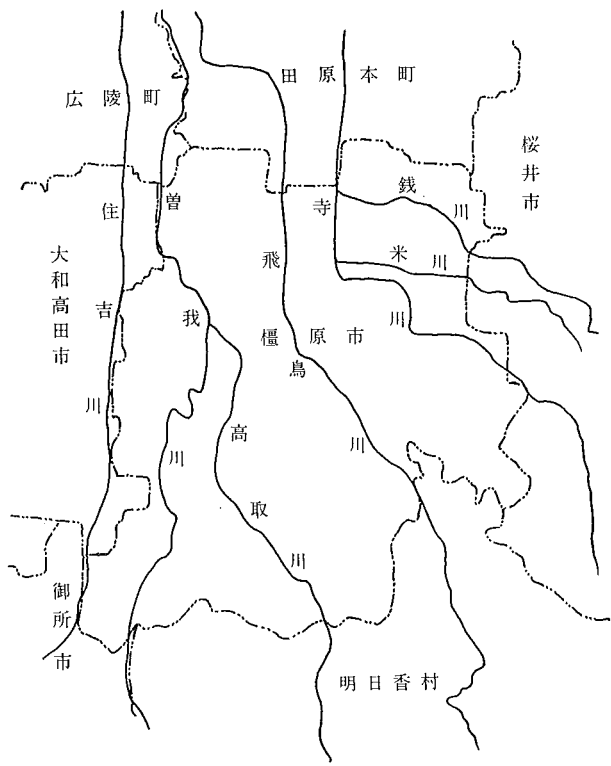 広陵町
田原本町
桜井市
銭川
米川
寺川
住吉川
曽我川
飛鳥川
大和高田市
橿原市
高取川
御所市
明日香村